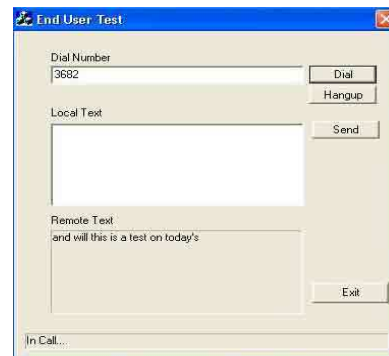 End User Test
Dial Number
3682
Dial
Hangup
Local Text
Send
Remote Text
and will this is a test on today's
Exit
In Call...